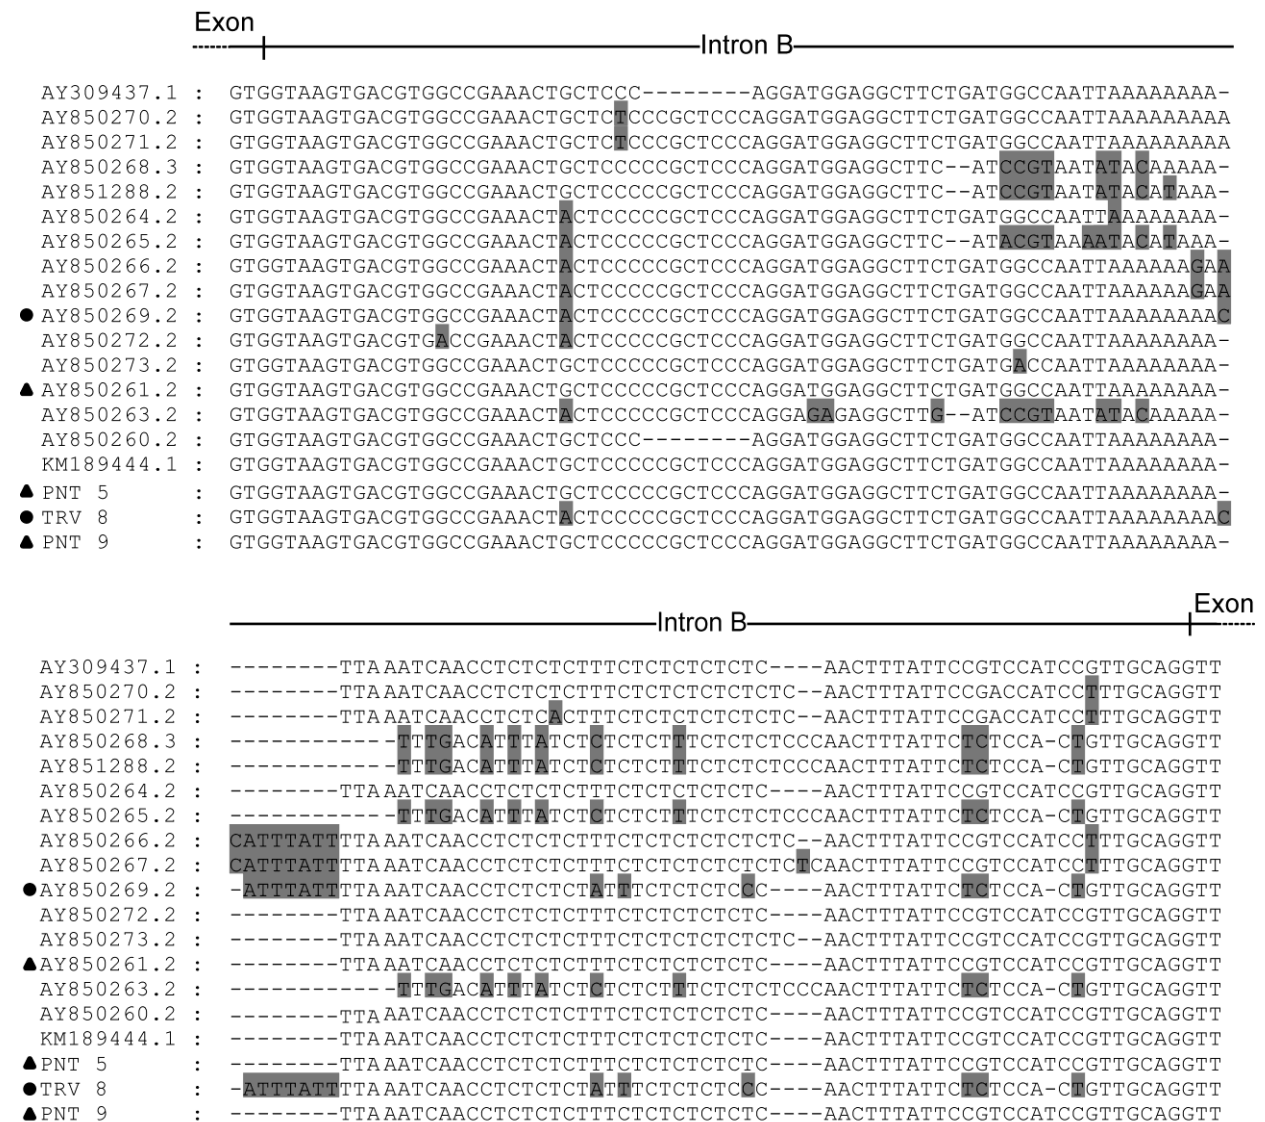 Exon
Intron B
AY309437.1 : GTGGTAAGTGACGTGGCCGAAACTGCTCCC--------AGGATGGAGGCTTCTGATGGCCAATTAAAAAAAA-
AY850270.2 : GTGGTAAGTGACGTGGCCGAAACTGCTCTCCCGCTCCCAGGATGGAGGCTTCTGATGGCCAATTAAAAAAAAA
AY850271.2 : GTGGTAAGTGACGTGGCCGAAACTGCTCTCCCGCTCCCAGGATGGAGGCTTCTGATGGCCAATTAAAAAAAAA
AY850268.3 : GTGGTAAGTGACGTGGCCGAAACTGCTCCCCCGCTCCCAGGATGGAGGCTTC--ATCCGTAATATACAAAAA-
AY851288.2 : GTGGTAAGTGACGTGGCCGAAACTGCTCCCCCGCTCCCAGGATGGAGGCTTC--ATCCGTAATATACATAAA-
AY850264.2 : GTGGTAAGTGACGTGGCCGAAACTACTCCCCCGCTCCCAGGATGGAGGCTTCTGATGGCCAATTAAAAAAAA-
AY850265.2 : GTGGTAAGTGACGTGGCCGAAACTACTCCCCCGCTCCCAGGATGGAGGCTTC--ATACGTAAAATACATAAA-
AY850266.2 : GTGGTAAGTGACGTGGCCGAAACTACTCCCCCGCTCCCAGGATGGAGGCTTCTGATGGCCAATTAAAAAAGAA
AY850267.2 : GTGGTAAGTGACGTGGCCGAAACTACTCCCCCGCTCCCAGGATGGAGGCTTCTGATGGCCAATTAAAAAAGAA
AY850269.2 : GTGGTAAGTGACGTGGCCGAAACTACTCCCCCGCTCCCAGGATGGAGGCTTCTGATGGCCAATTAAAAAAAAC
AY850272.2 : GTGGTAAGTGACGTGACCGAAACTACTCCCCCGCTCCCAGGATGGAGGCTTCTGATGGCCAATTAAAAAAAA-
AY850273.2 : GTGGTAAGTGACGTGGCCGAAACTGCTCCCCCGCTCCCAGGATGGAGGCTTCTGATGACCAATTAAAAAAAA-
AY850261.2 : GTGGTAAGTGACGTGGCCGAAACTGCTCCCCCGCTCCCAGGATGGAGGCTTCTGATGGCCAATTAAAAAAAA-
AY850263.2 : GTGGTAAGTGACGTGGCCGAAACTACTCCCCCGCTCCCAGGAGAGAGGCTTG--ATCCGTAATATACAAAAA-
AY850260.2 : GTGGTAAGTGACGTGGCCGAAACTGCTCCC--------AGGATGGAGGCTTCTGATGGCCAATTAAAAAAAA-
KM189444.1 : GTGGTAAGTGACGTGGCCGAAACTGCTCCCCCGCTCCCAGGATGGAGGCTTCTGATGGCCAATTAAAAAAAA-
PNT 5 : GTGGTAAGTGACGTGGCCGAAACTGCTCCCCCGCTCCCAGGATGGAGGCTTCTGATGGCCAATTAAAAAAAA-
TRV 8 : GTGGTAAGTGACGTGGCCGAAACTACTCCCCCGCTCCCAGGATGGAGGCTTCTGATGGCCAATTAAAAAAAAC
PNT 9 : GTGGTAAGTGACGTGGCCGAAACTGCTCCCCCGCTCCCAGGATGGAGGCTTCTGATGGCCAATTAAAAAAAA-
Intron B
Exon
AY309437.1 : --------TTAAATCAACCTCTCTCTTTCTCTCTCTCTC----AACTTTATTCCGTCCATCCGTTGCAGGTT
AY850270.2 : --------TTAAATCAACCTCTCTCTTTCTCTCTCTCTCTC--AACTTTATTCCGACCATCCTTTGCAGGTT
AY850271.2 : --------TTAAATCAACCTCTCACTTTCTCTCTCTCTCTC--AACTTTATTCCGACCATCCTTTGCAGGTT
AY850268.3 : ------------TTTGACATTTATCTCTCTCTTTCTCTCTCCCAACTTTATTCTCTCCA-CTGTTGCAGGTT
AY851288.2 : ------------TTTGACATTTATCTCTCTCTTTCTCTCTCCCAACTTTATTCTCTCCA-CTGTTGCAGGTT
AY850264.2 : --------TTAAATCAACCTCTCTCTTTCTCTCTCTCTC----AACTTTATTCCGTCCATCCGTTGCAGGTT
AY850265.2 : ------------TTTGACATTTATCTCTCTCTTTCTCTCTCCCAACTTTATTCTCTCCA-CTGTTGCAGGTT
AY850266.2 : CATTTATTTTAAATCAACCTCTCTCTTTCTCTCTCTCTCTC--AACTTTATTCCGTCCATCCTTTGCAGGTT
AY850267.2 : CATTTATTTTAAATCAACCTCTCTCTTTCTCTCTCTCTCTCTCAACTTTATTCCGTCCATCCTTTGCAGGTT
AY850269.2 : -ATTTATTTTAAATCAACCTCTCTCTATTTCTCTCTCCC----AACTTTATTCTCTCCA-CTGTTGCAGGTT
AY850272.2 : --------TTAAATCAACCTCTCTCTTTCTCTCTCTCTC----AACTTTATTCCGTCCATCCGTTGCAGGTT
AY850273.2 : --------TTAAATCAACCTCTCTCTTTCTCTCTCTCTCTC--AACTTTATTCCGTCCATCCGTTGCAGGTT
AY850261.2 : --------TTAAATCAACCTCTCTCTTTCTCTCTCTCTC----AACTTTATTCCGTCCATCCGTTGCAGGTT
AY850263.2 : ------------TTTGACATTTATCTCTCTCTTTCTCTCTCCCAACTTTATTCTCTCCA-CTGTTGCAGGTT
AY850260.2 : --------TTAAATCAACCTCTCTCTTTCTCTCTCTCTC----AACTTTATTCCGTCCATCCGTTGCAGGTT
KM189444.1 : --------TTAAATCAACCTCTCTCTTTCTCTCTCTCTC----AACTTTATTCCGTCCATCCGTTGCAGGTT
PNT 5 : --------TTAAATCAACCTCTCTCTTTCTCTCTCTCTC----AACTTTATTCCGTCCATCCGTTGCAGGTT
TRV 8 : -ATTTATTTTAAATCAACCTCTCTCTATTTCTCTCTCCC----AACTTTATTCTCTCCA-CTGTTGCAGGTT
PNT 9 : --------TTAAATCAACCTCTCTCTTTCTCTCTCTCTC----AACTTTATTCCGTCCATCCGTTGCAGGTT